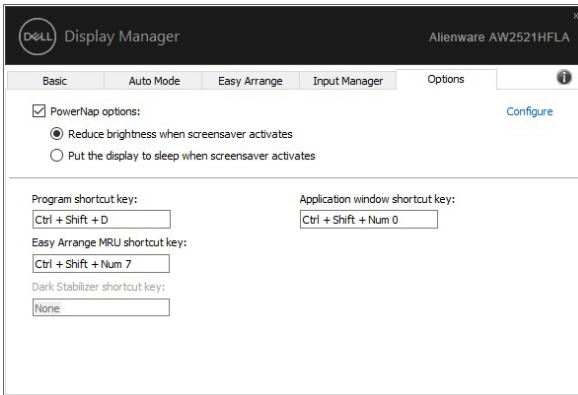 DELL Display Manager Alienware AW2521HFLA
Basic Auto Mode Easy Arrange Input Manager Options
PowerNap options: Configure
Reduce brightness when screensaver activates
Put the display to sleep when screensaver activates
Program shortcut key: Application window shortcut key:
Ctrl + Shift + D Ctrl + Shift + Num 0
Easy Arrange MRU shortcut key:
Ctrl + Shift + Num 7
Dark Stabilizer shortcut key:
None